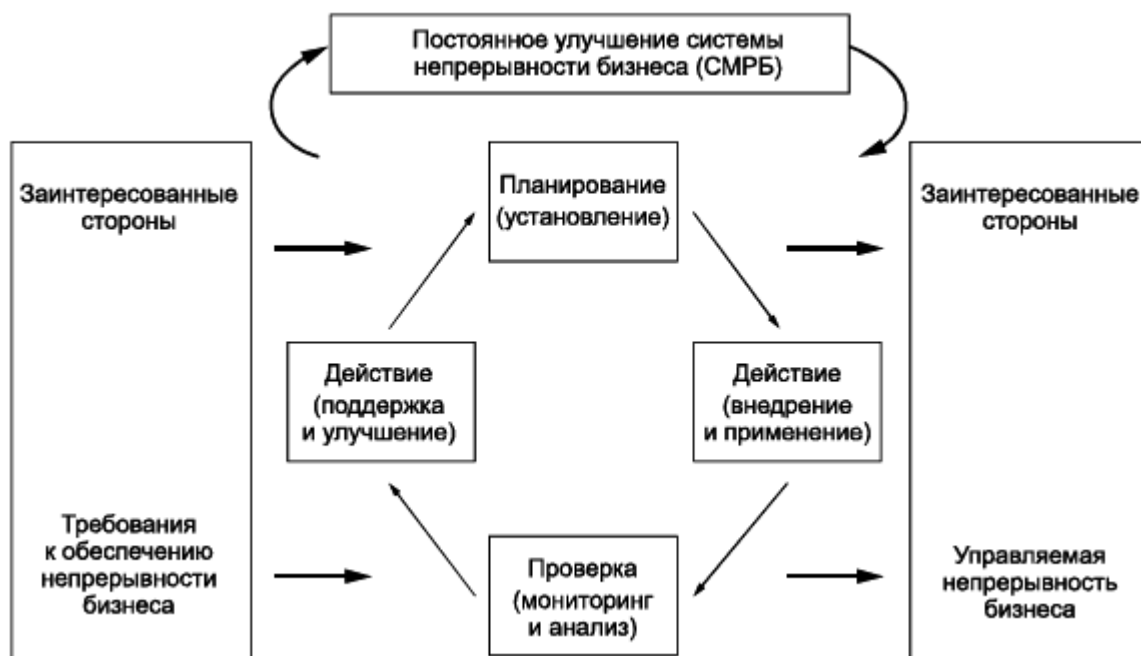 Постоянное улучшение системы
непрерывности бизнеса (СМРБ)
Заинтересованные
стороны
Планирование
(установление)
Заинтересованные
стороны
Действие
(поддержка
и улучшение)
Действие
(внедрение
и применение)
Требования
к обеспечению
непрерывности
бизнеса
Проверка
(мониторинг
и анализ)
Управляемая
непрерывность
бизнеса